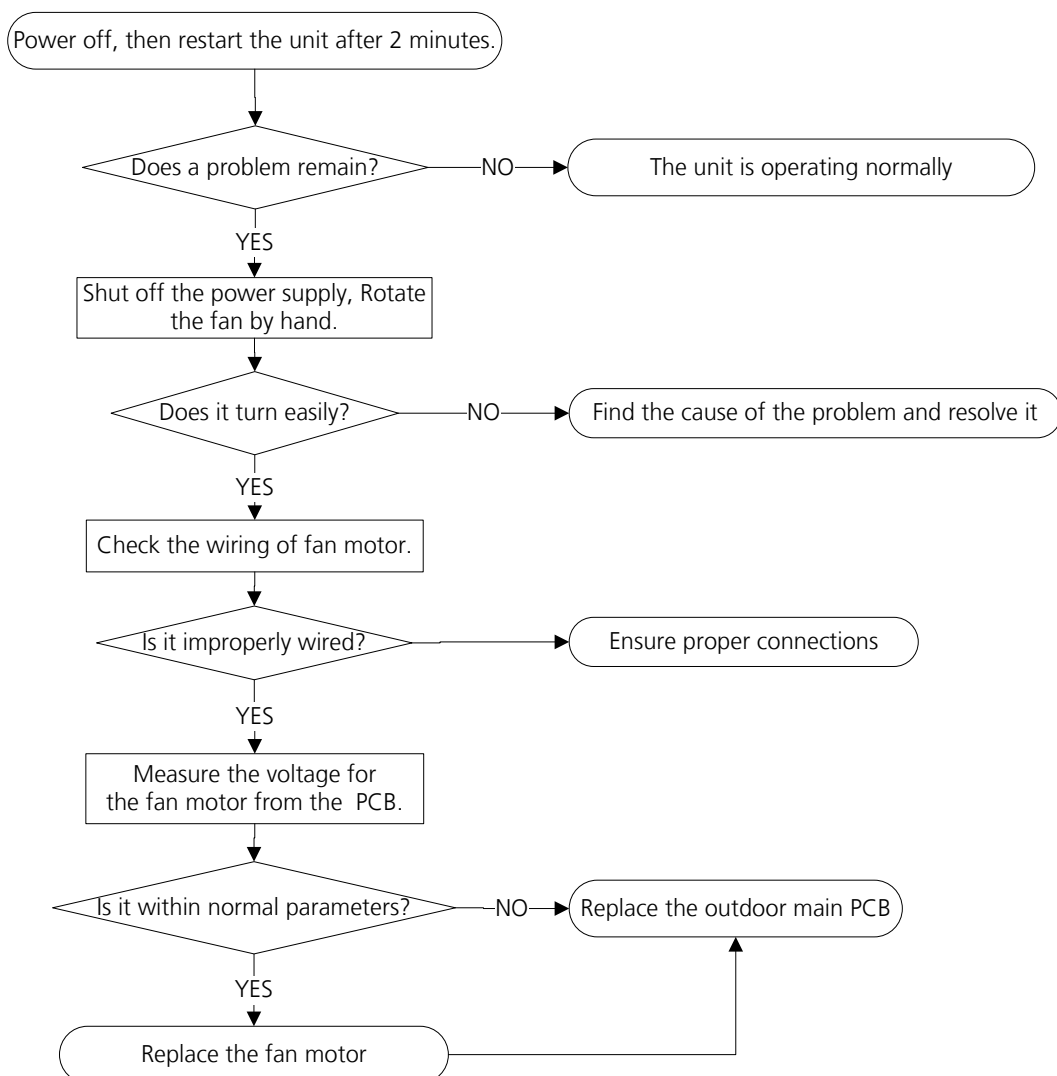 Power off, then restart the unit after 2 minutes.
Does a problem remain?
NO
The unit is operating normally
YES
Shut off the power supply, Rotate
the fan by hand.
Does it turn easily?
NO
Find the cause of the problem and resolve it
YES
Check the wiring of fan motor.
Is it improperly wired?
Ensure proper connections
YES
Measure the voltage for
the fan motor from the PCB.
Is it within normal parameters?
NO
Replace the outdoor main PCB
YES
Replace the fan motor